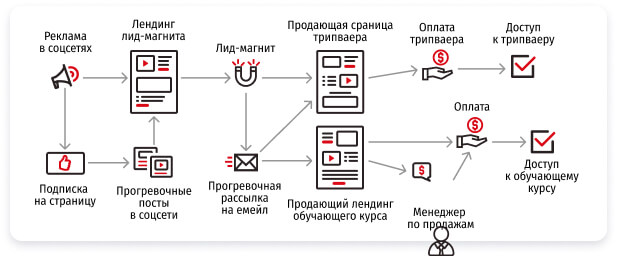 Реклама
в соцсетях
Лендинг
лид-магнита
Лид-магнит
Продающая сраница
трипваера
Оплата
трипваера
Доступ
к трипваеру
Подписка
на страницу
Прогревочные
посты
в соцсети
Прогревочная
рассылка
на емейл
Продающий лендинг
обучающего курса
Оплата
Доступ
к обучающему
курсу
Менеджер
по продажам